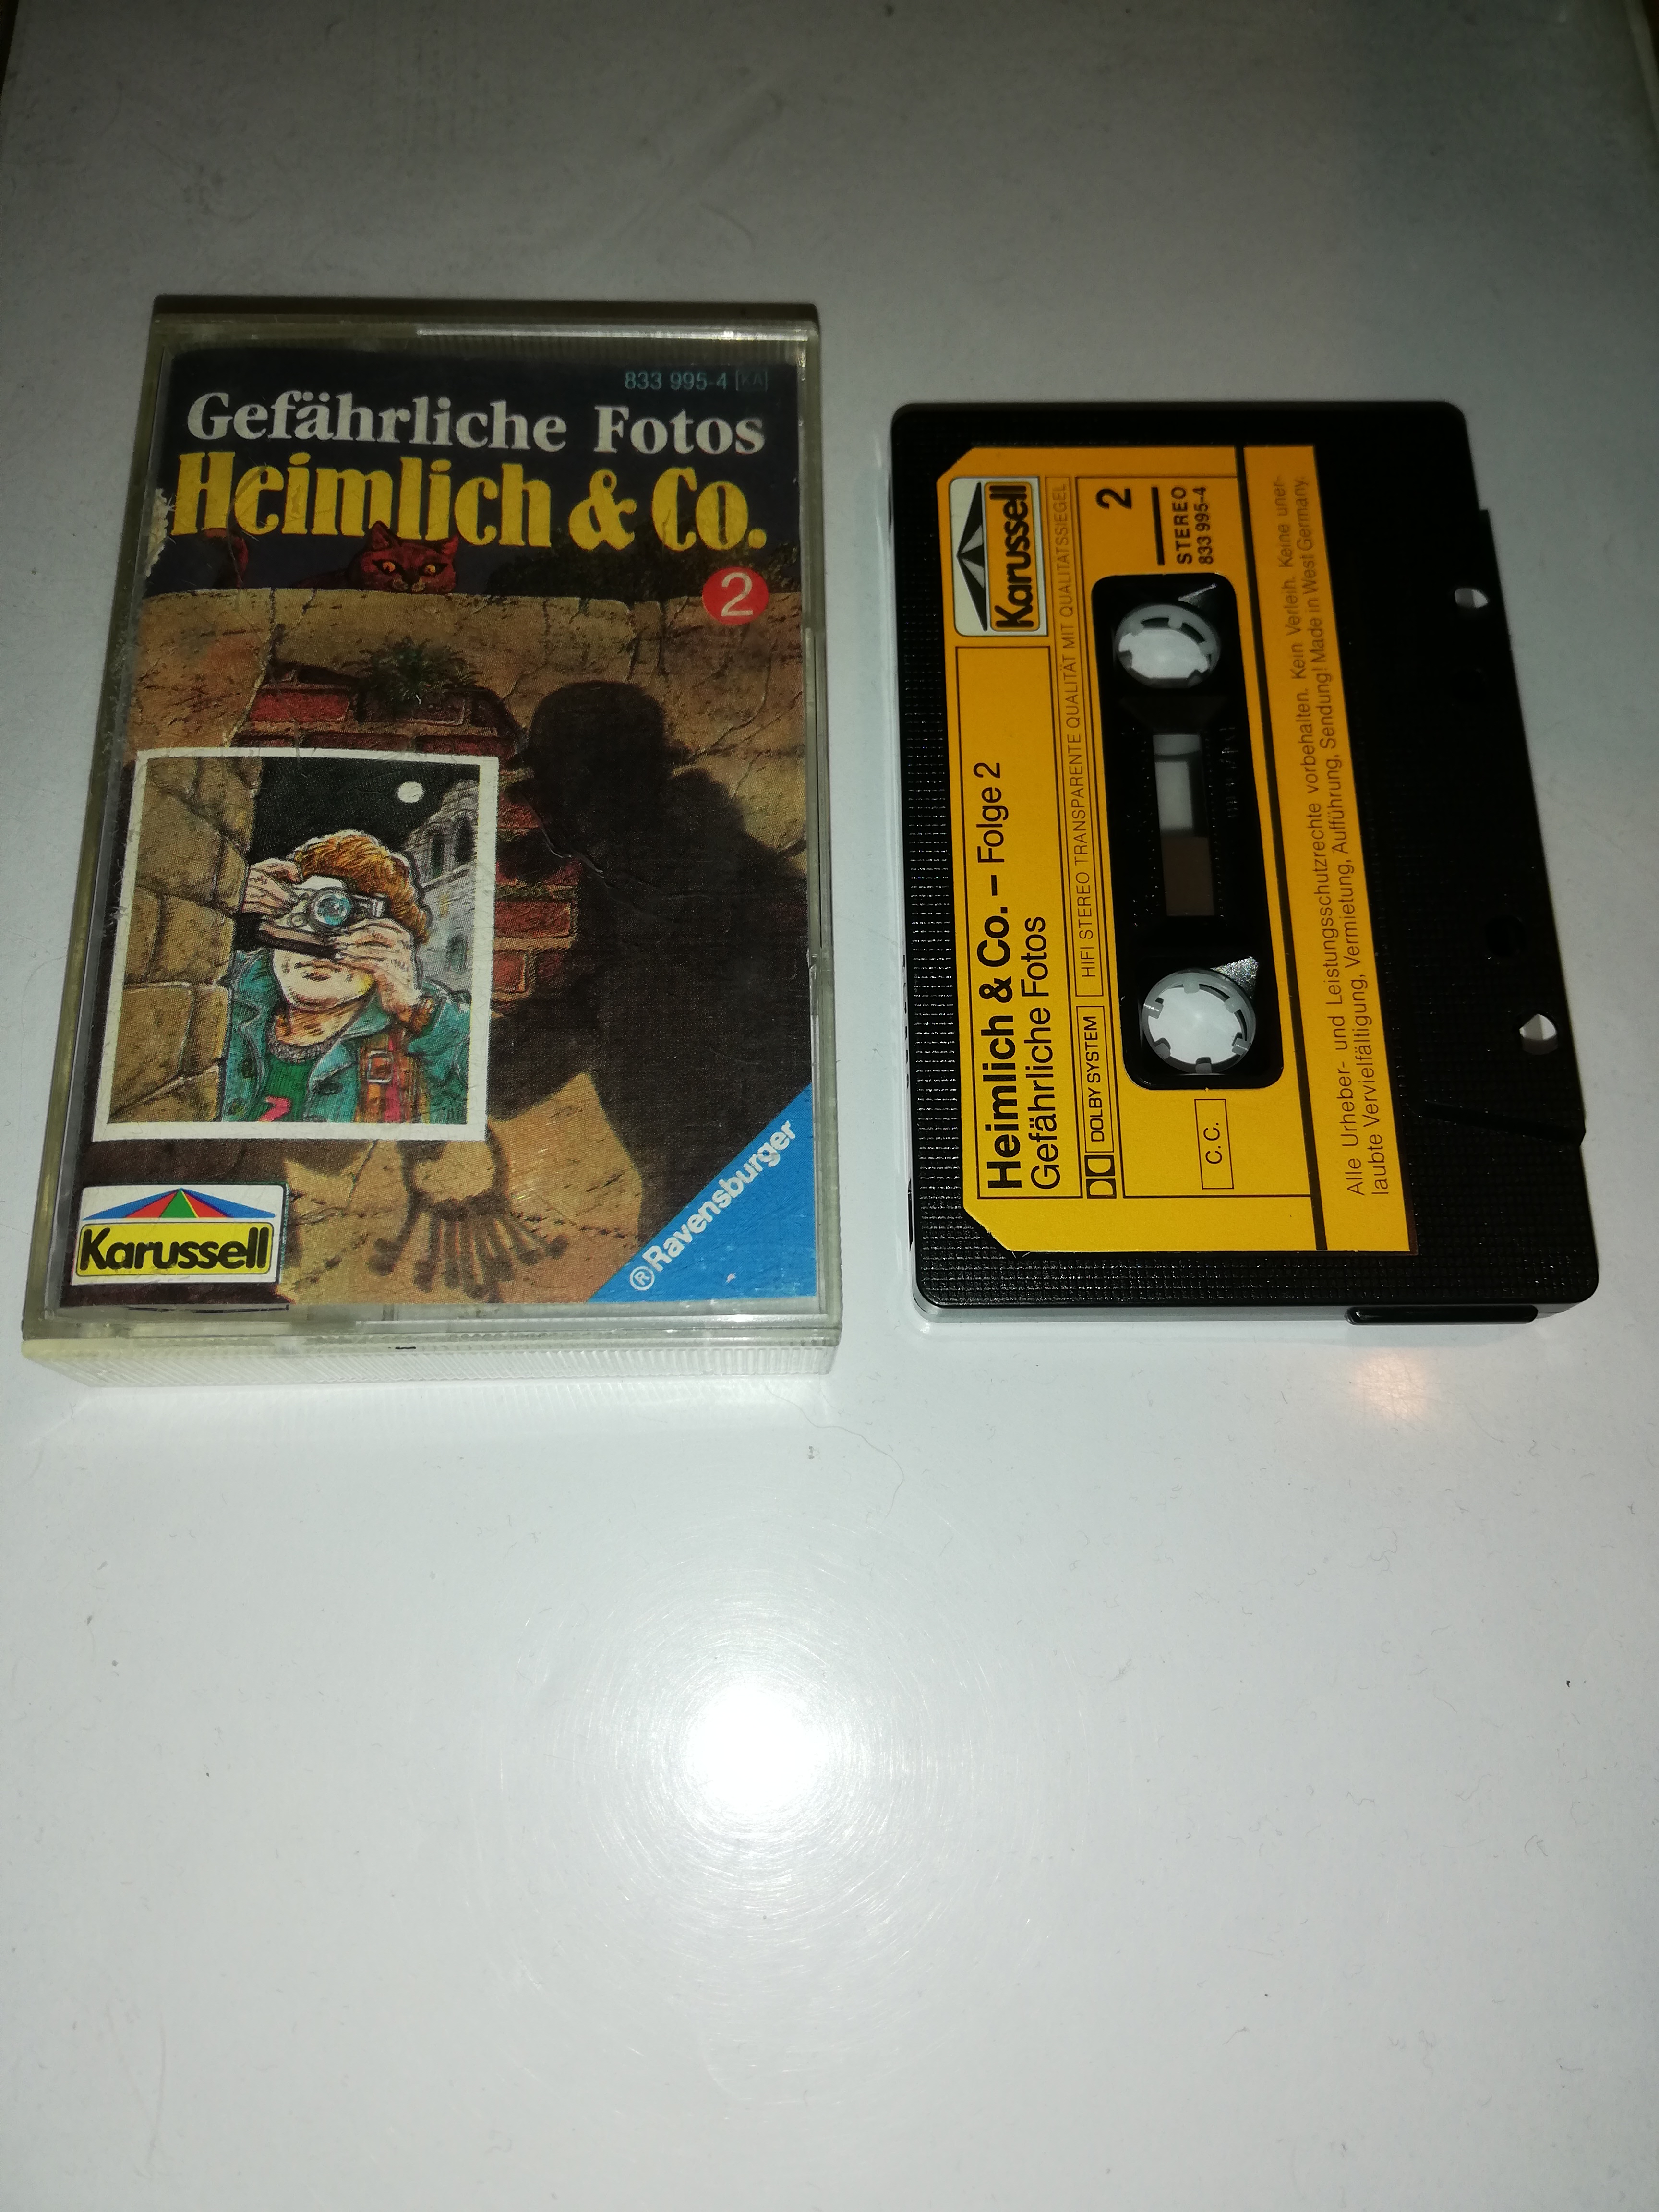 833 995-4 KA
Gefährliche Fotos
Heimlich & Co.
2
Karussell
®Ravensburger
Karussell
Heimlich & Co. – Folge 2
Gefährliche Fotos
DOLBY SYSTEM HIFI STEREO TRANSPARENTE QUALITÄT MIT QUALITÄTSSIEGEL
2
STEREO
833 995-4
C.C.
Alle Urheber- und Leistungsschutzrechte vorbehalten. Kein Verleih. Keine uner-
laubte Vervielfältigung, Vermietung, Aufführung, Sendung! Made in West Germany.